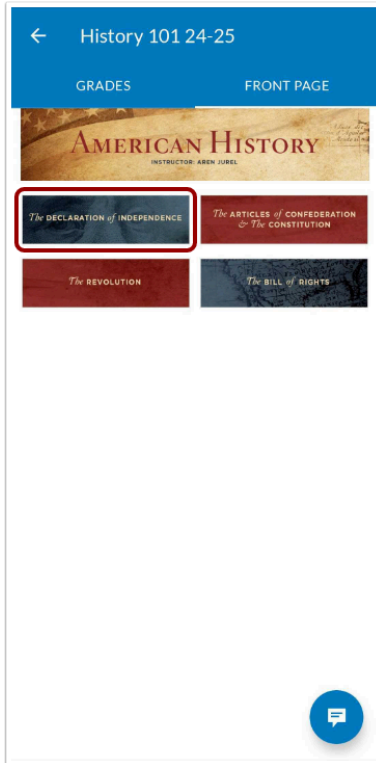 History 101 24-25
GRADES
FRONT PAGE
AMERICAN HISTORY
INSTRUCTOR: AREN JUREL
The DECLARATION of INDEPENDENCE
The ARTICLES of CONFEDERATION
& The CONSTITUTION
The REVOLUTION
The BILL of RIGHTS